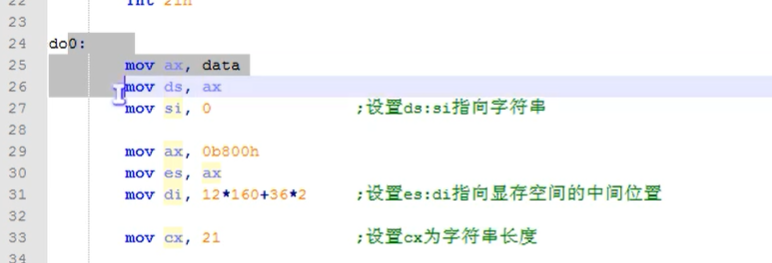 22 int 21h
23
24 do0:
25 mov ax, data
26 mov ds, ax
27 mov si, 0 ;设置ds:si指向字符串
28
29 mov ax, 0b800h
30 mov es, ax
31 mov di, 12*160+36*2 ;设置es:di指向显存空间的中间位置
32
33 mov cx, 21 ;设置cx为字符串长度
34